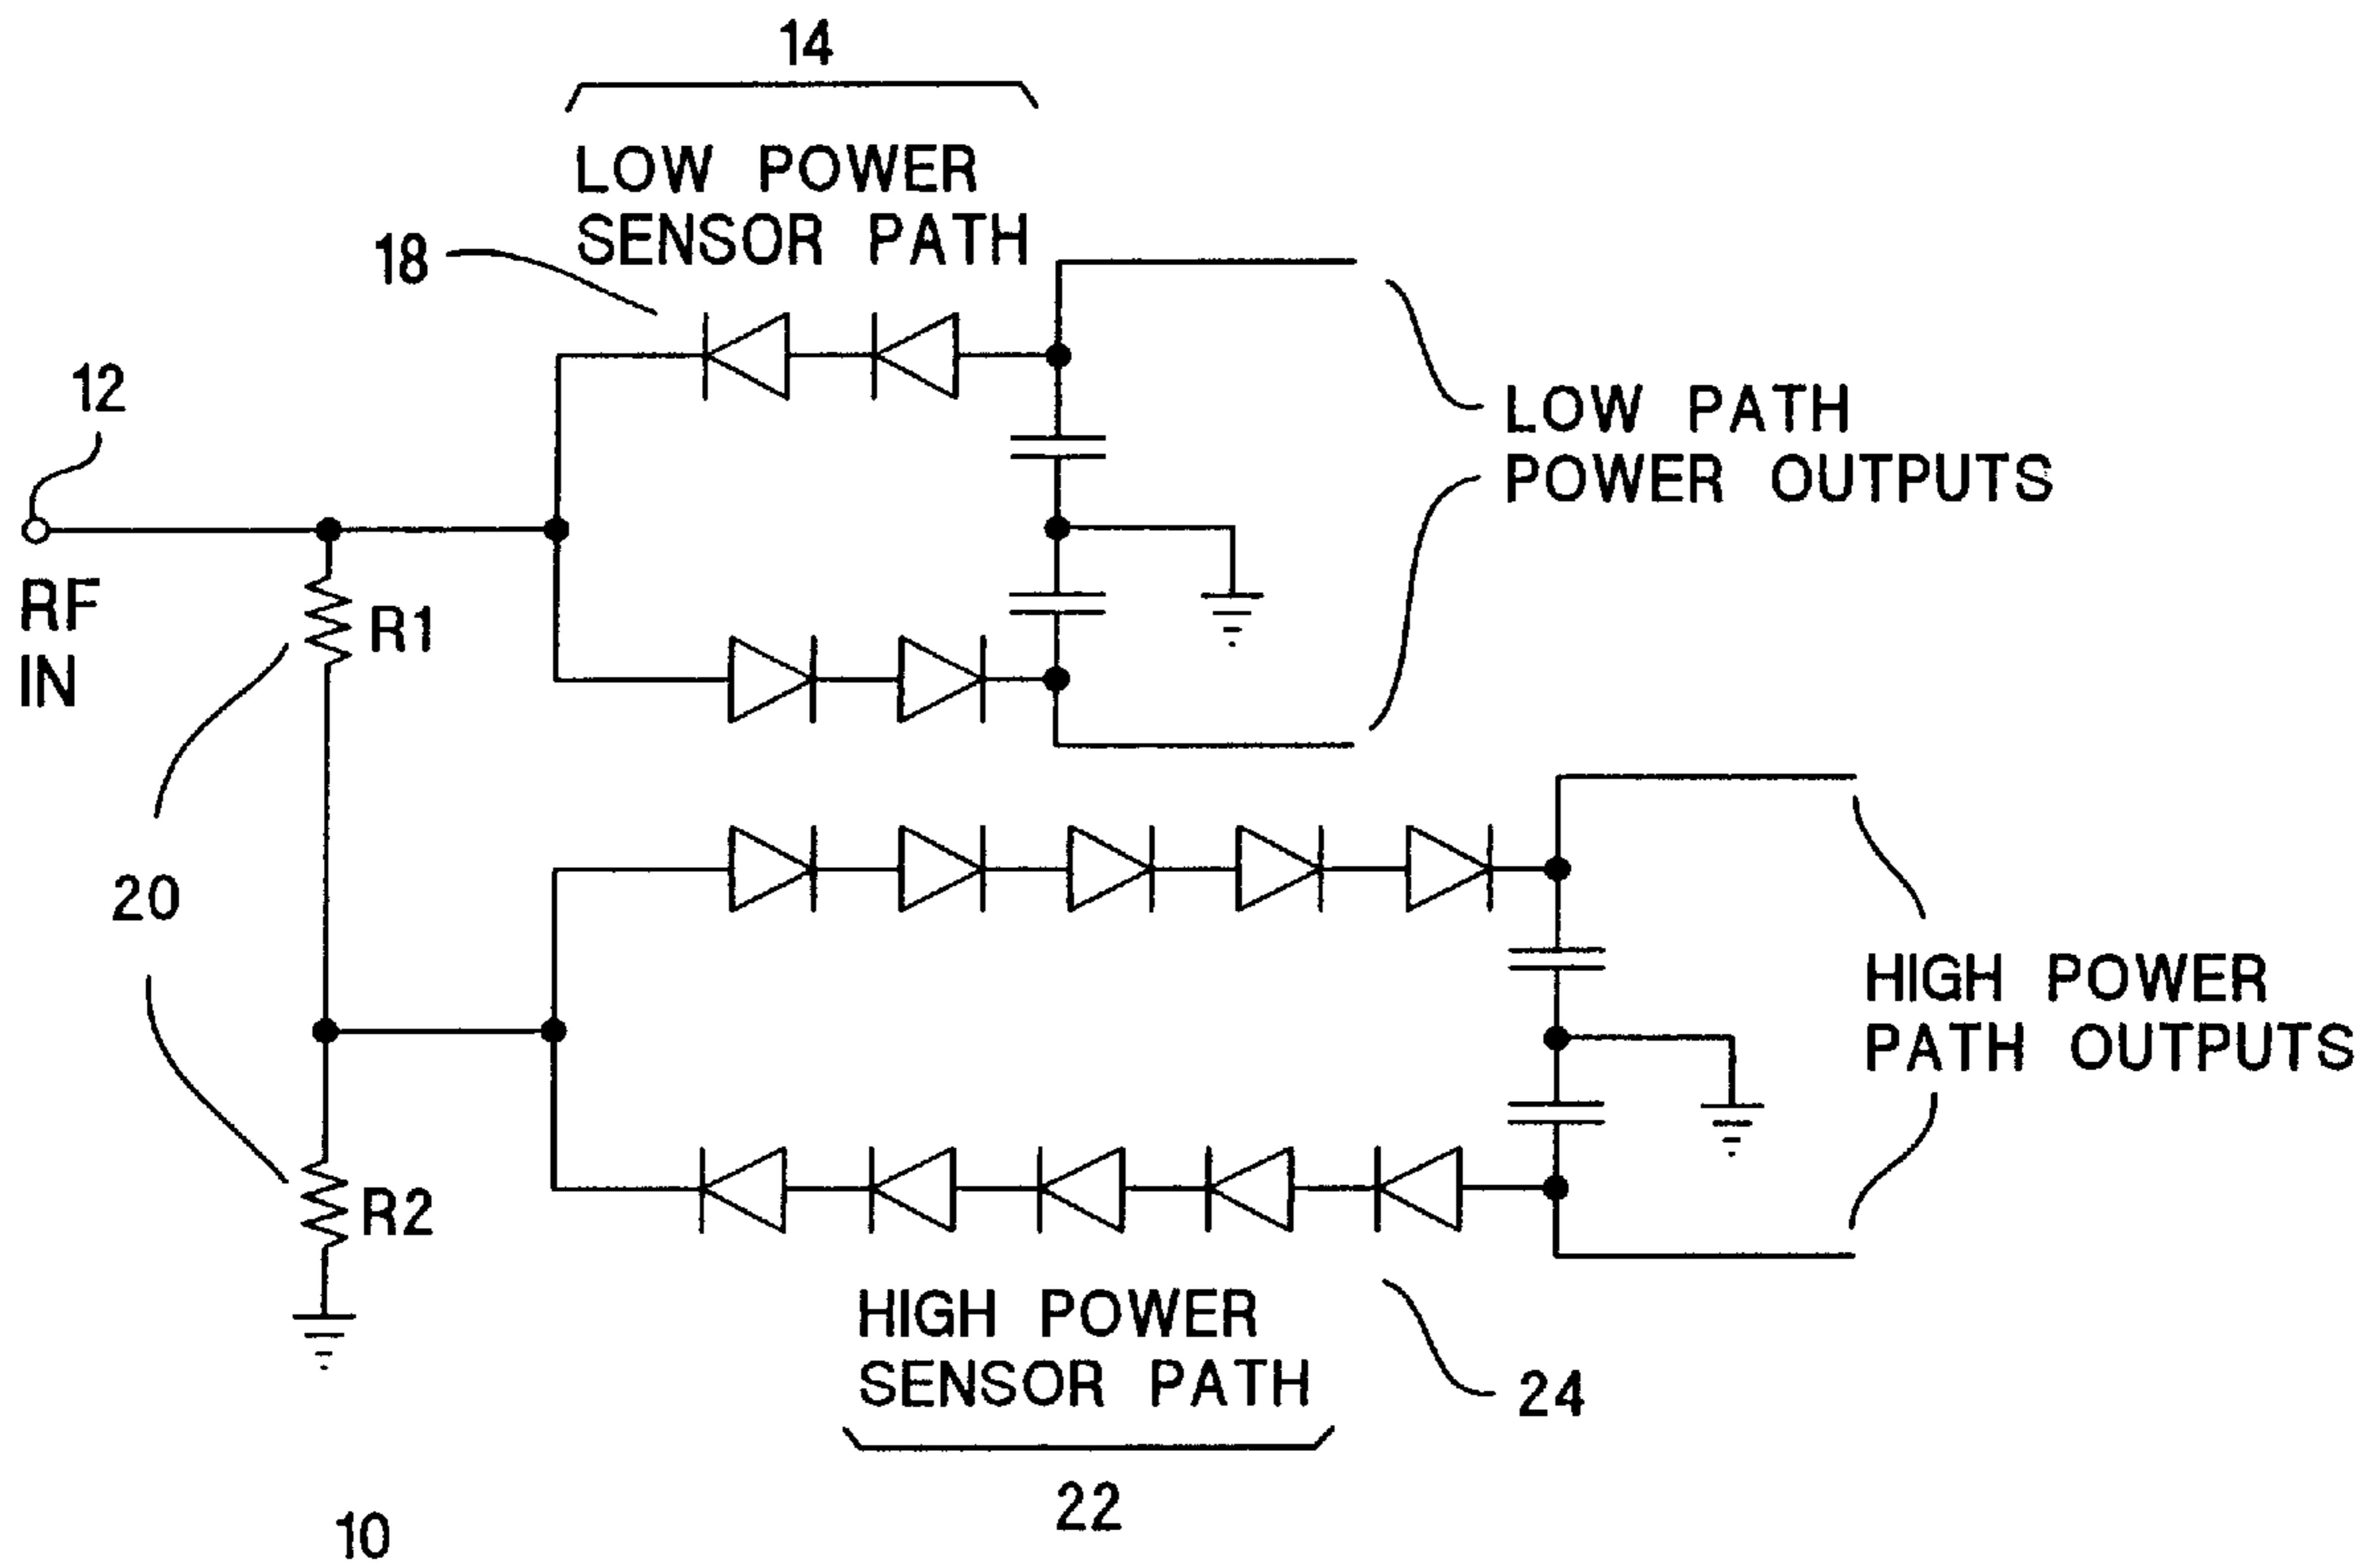 14
LOW POWER
SENSOR PATH
18
12
LOW PATH
POWER OUTPUTS
RF
IN
R1
20
HIGH POWER
PATH OUTPUTS
R2
HIGH POWER
SENSOR PATH
24
22
10